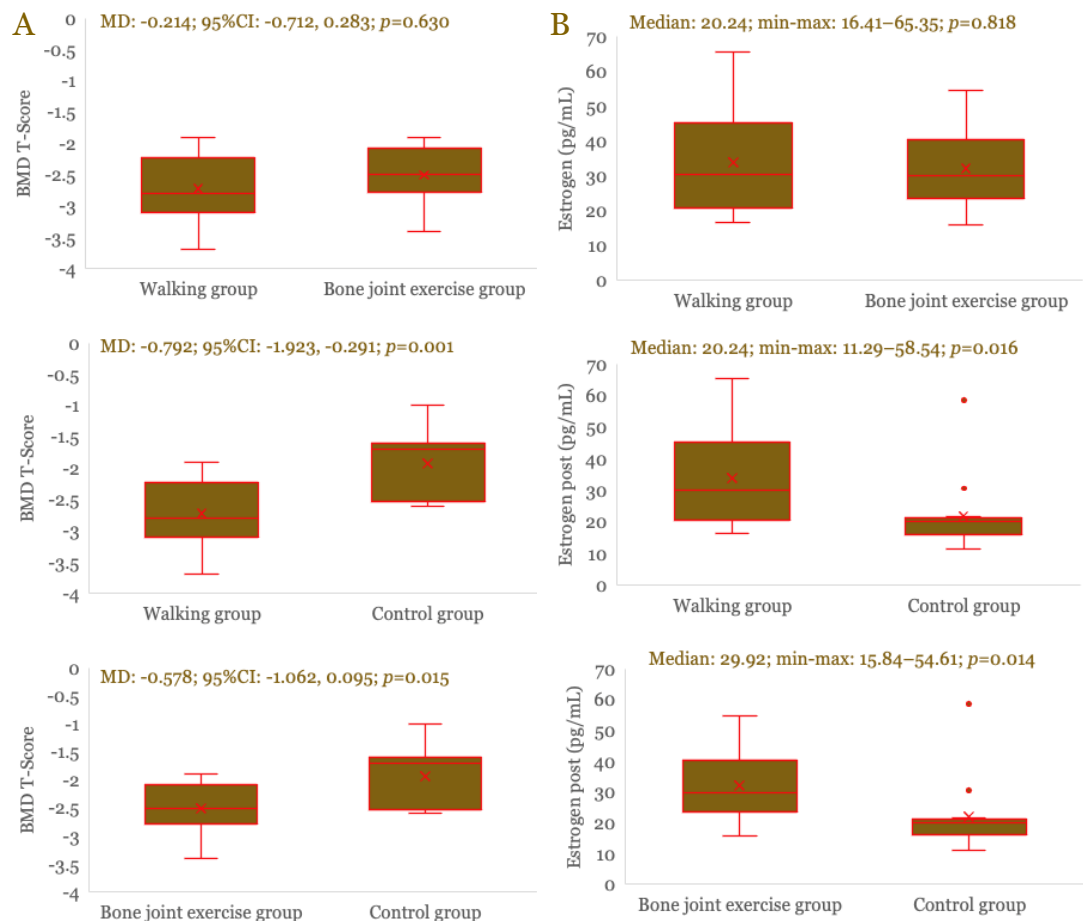 A
MD: -0.214; 95%CI: -0.712, 0.283; p=0.630
BMD T-Score
0
-0.5
-1
-1.5
-2
-2.5
-3
-3.5
-4
Walking group
Bone joint exercise group
B
Median: 20.24; min-max: 16.41–65.35; p=0.818
Estrogen (pg/mL)
70
60
50
40
30
20
10
0
Walking group
Bone joint exercise group
MD: -0.792; 95%CI: -1.923, -0.291; p=0.001
BMD T-Score
0
-0.5
-1
-1.5
-2
-2.5
-3
-3.5
-4
Walking group
Control group
Median: 20.24; min-max: 11.29–58.54; p=0.016
Estrogen post (pg/mL)
70
60
50
40
30
20
10
0
Walking group
Control group
MD: -0.578; 95%CI: -1.062, 0.095; p=0.015
BMD T-Score
0
-0.5
-1
-1.5
-2
-2.5
-3
-3.5
-4
Bone joint exercise group
Control group
Median: 29.92; min-max: 15.84–54.61; p=0.014
Estrogen post (pg/mL)
70
60
50
40
30
20
10
0
Bone joint exercise group
Control group